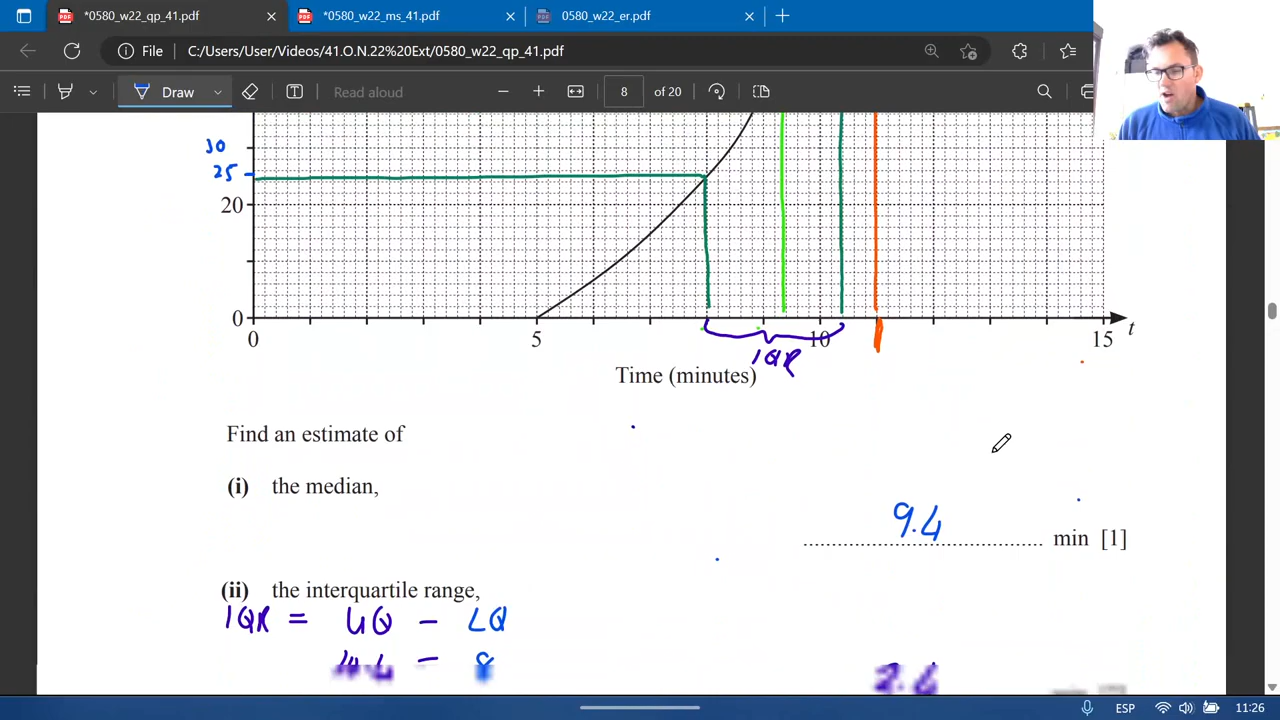 *0580_w22_qp_41.pdf
*0580_w22_ms_41.pdf
0580_w22_er.pdf
File C:/Users/User/Videos/41.O.N.22%20Ext/0580_w22_qp_41.pdf
Draw
Read aloud
8 of 20
30
25
20
0
0 5 10 15 t
IQR
Time (minutes)
Find an estimate of
(i) the median,
9.4
min [1]
(ii) the interquartile range,
IQR = UQ - LQ
- 8
ESP 11:26